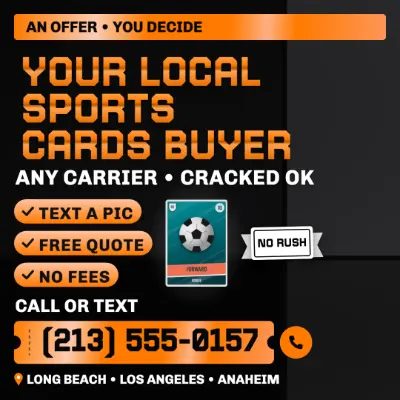 AN OFFER • YOU DECIDE
YOUR LOCAL
SPORTS
CARDS BUYER
ANY CARRIER • CRACKED OK
TEXT A PIC
FREE QUOTE
NO FEES
FORWARD
NO RUSH
CALL OR TEXT
(213) 555-0157
LONG BEACH • LOS ANGELES • ANAHEIM